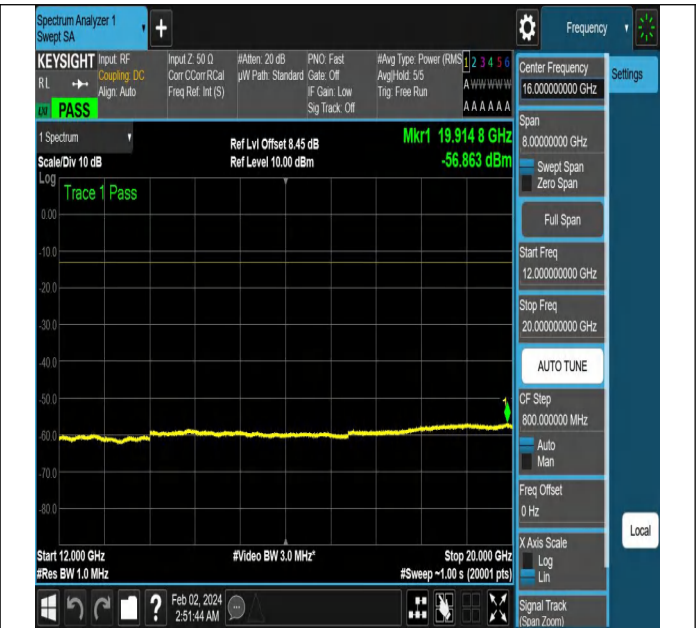 Spectrum Analyzer 1
Swept SA
Frequency
KEYSIGHT
RL
PASS
Input: RF
Coupling: DC
Align: Auto
Input Z: 50 Ω
Corr CCorr RCal
Freq Ref: Int (S)
#Atten: 20 dB
µW Path: Standard
PNO: Fast
Gate: Off
IF Gain: Low
Sig Track: Off
#Avg Type: Power (RMS
Avg|Hold: 5/5
Trig: Free Run
1 2 3 4 5 6
A W W W W W
A A A A A A
1 Spectrum
Scale/Div 10 dB
Ref Lvl Offset 8.45 dB
Ref Level 10.00 dBm
Mkr1 19.914 8 GHz
-56.863 dBm
Log
Trace 1 Pass
0.00
-10.0
-20.0
-30.0
-40.0
-50.0
-60.0
-70.0
-80.0
1
Start 12.000 GHz
#Res BW 1.0 MHz
#Video BW 3.0 MHz*
Stop 20.000 GHz
#Sweep ~1.00 s (20001 pts)
Feb 02, 2024
2:51:44 AM
Center Frequency
16.000000000 GHz
Settings
Span
8.00000000 GHz
Swept Span
Zero Span
Full Span
Start Freq
12.000000000 GHz
Stop Freq
20.000000000 GHz
AUTO TUNE
CF Step
800.000000 MHz
Auto
Man
Freq Offset
0 Hz
X Axis Scale
Log
Lin
Local
Signal Track
(Span Zoom)